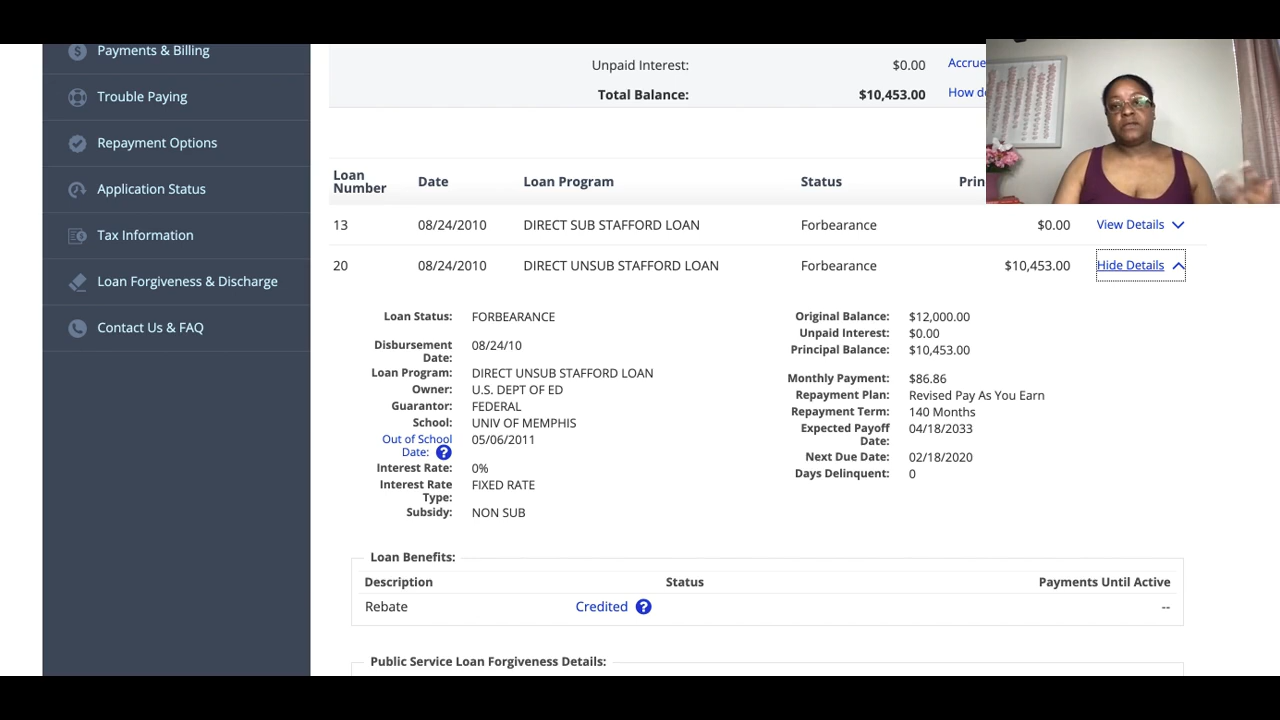 Payments & Billing
Trouble Paying
Repayment Options
Application Status
Tax Information
Loan Forgiveness & Discharge
Contact Us & FAQ
Unpaid Interest: $0.00 Accrue
Total Balance: $10,453.00 How de
Loan Number Date Loan Program Status Prin
13 08/24/2010 DIRECT SUB STAFFORD LOAN Forbearance $0.00 View Details
20 08/24/2010 DIRECT UNSUB STAFFORD LOAN Forbearance $10,453.00 Hide Details
Loan Status: FORBEARANCE
Disbursement Date: 08/24/10
Loan Program: DIRECT UNSUB STAFFORD LOAN
Owner: U.S. DEPT OF ED
Guarantor: FEDERAL
School: UNIV OF MEMPHIS
Out of School Date: ? 05/06/2011
Interest Rate: 0%
Interest Rate Type: FIXED RATE
Subsidy: NON SUB
Original Balance: $12,000.00
Unpaid Interest: $0.00
Principal Balance: $10,453.00
Monthly Payment: $86.86
Repayment Plan: Revised Pay As You Earn
Repayment Term: 140 Months
Expected Payoff Date: 04/18/2033
Next Due Date: 02/18/2020
Days Delinquent: 0
Loan Benefits:
Description Status Payments Until Active
Rebate Credited ? --
Public Service Loan Forgiveness Details: